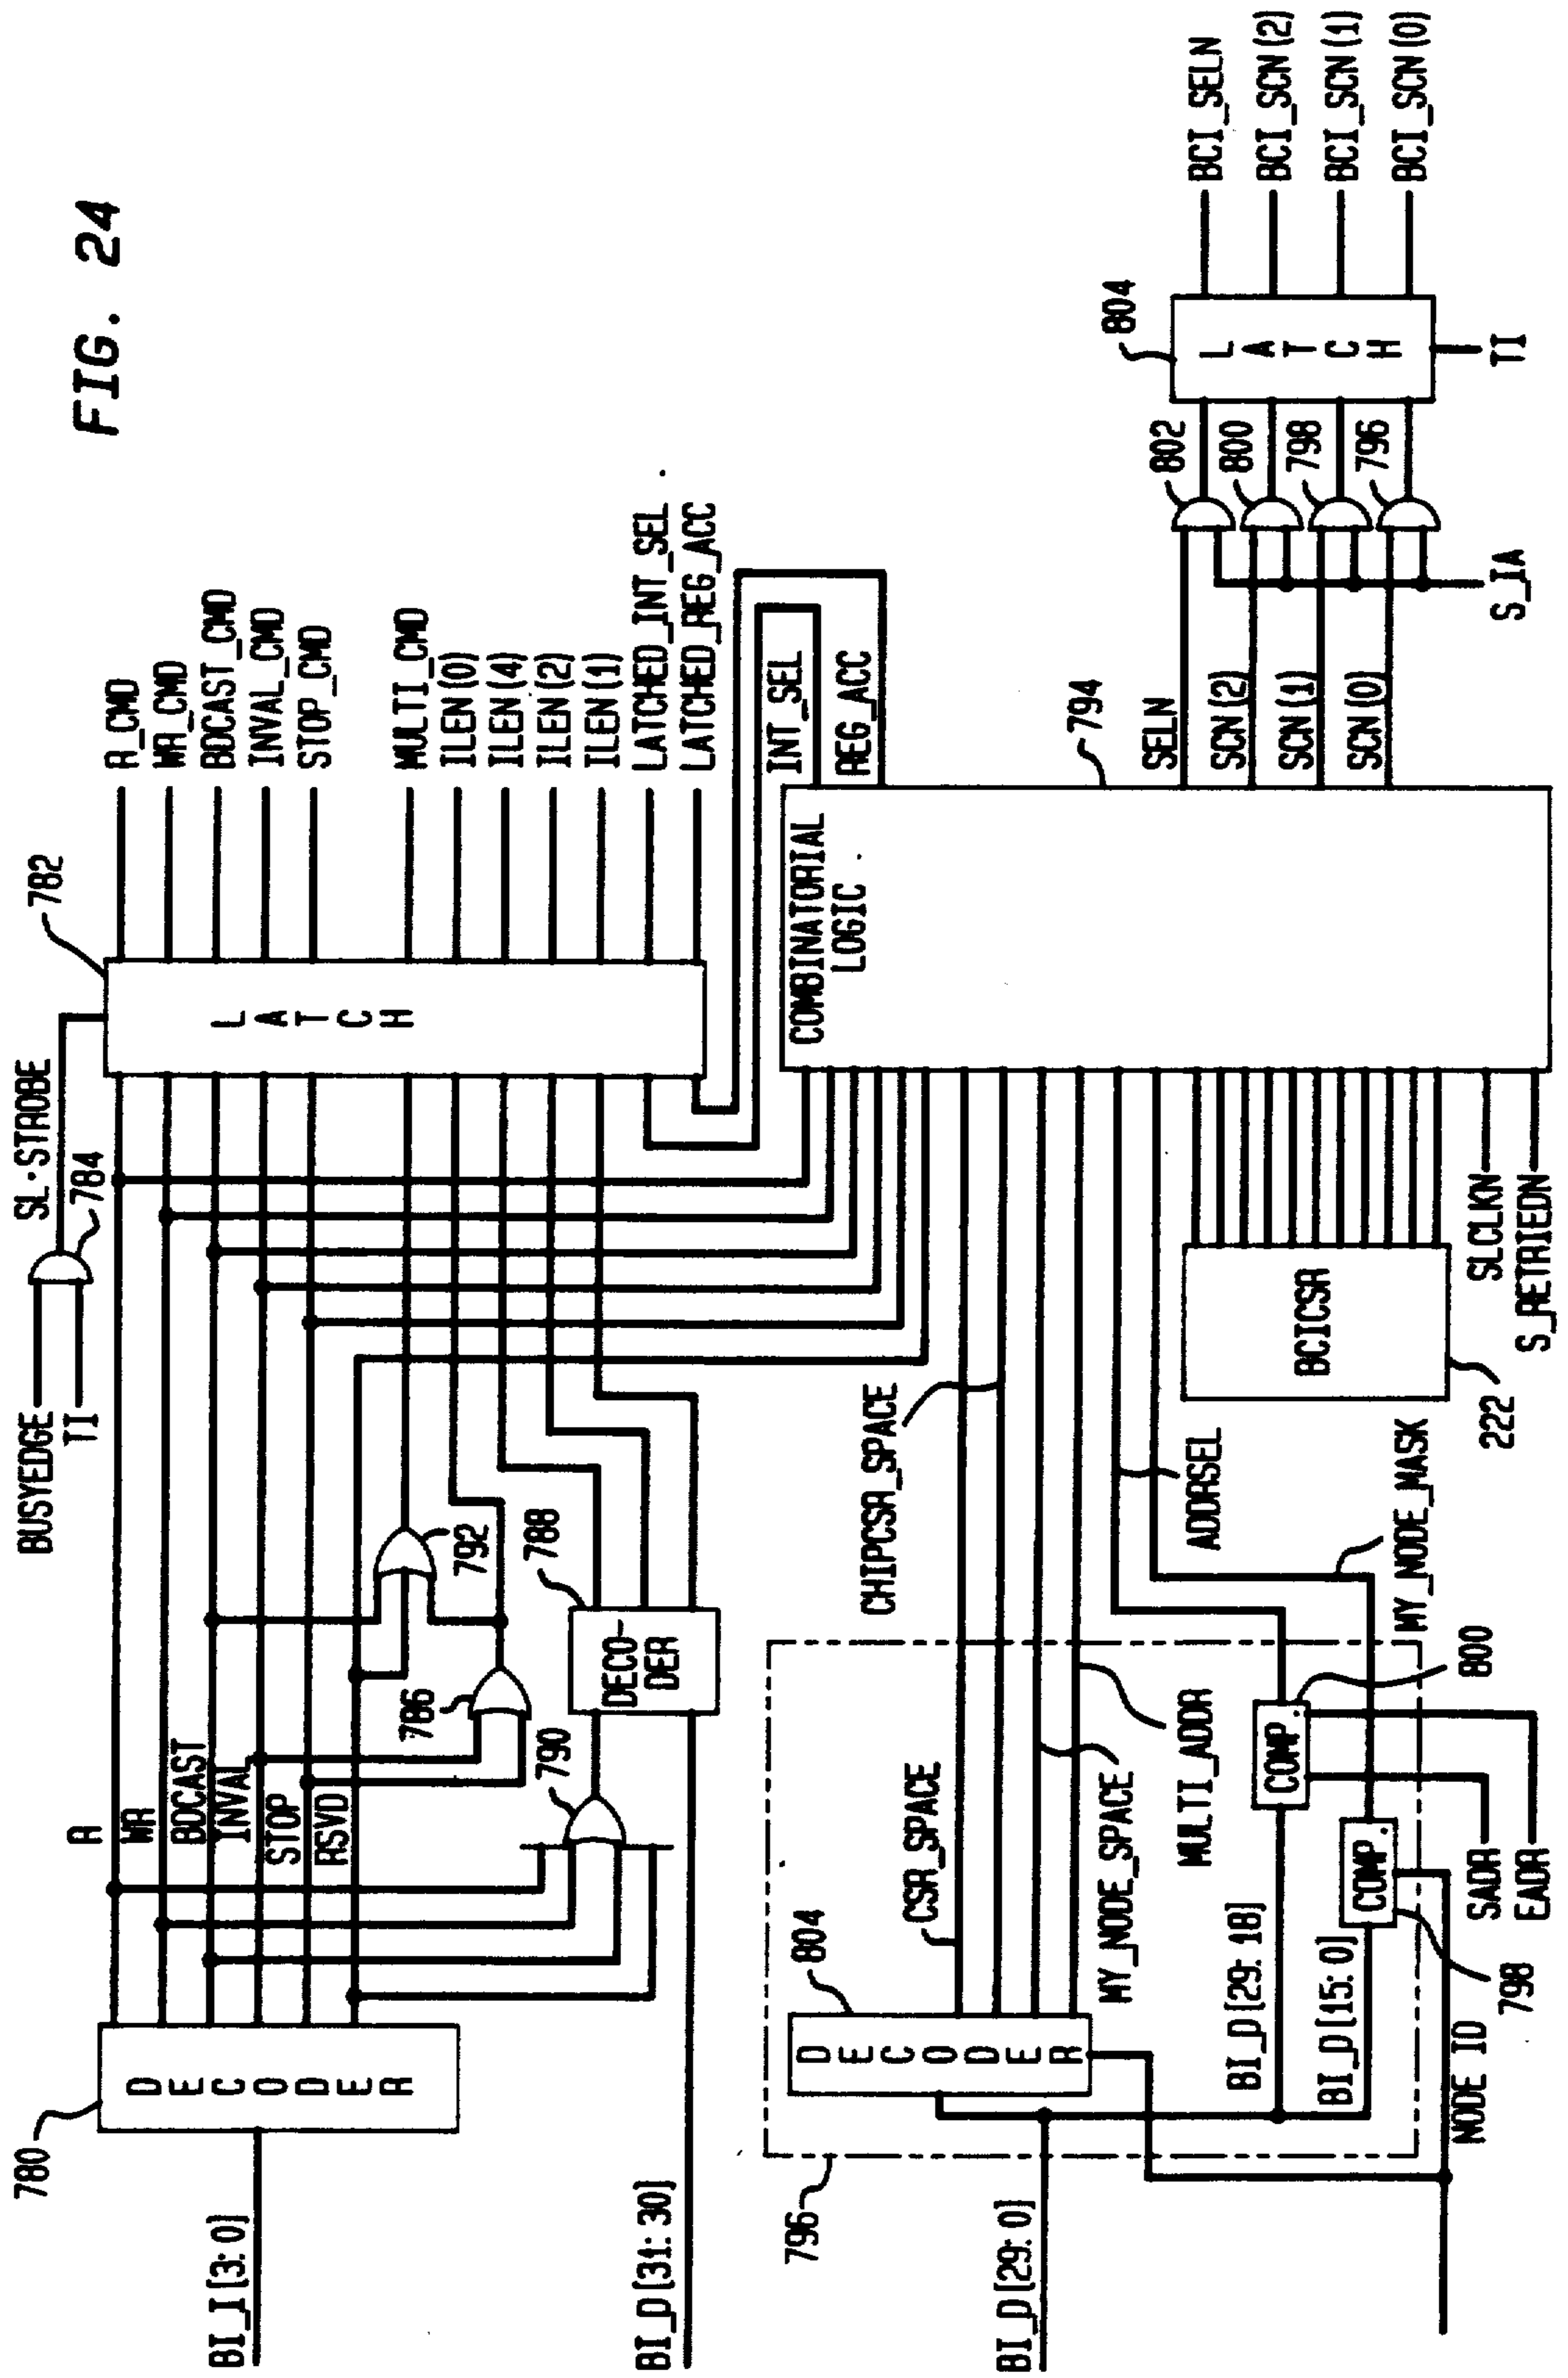 FIG. 24
BUSYEDGE
TI
784
SL·STROBE
782
780
DECODER
BI_I [3: 0]
R
WR
BDCAST
INVAL
STOP
RSVD
786
790
792
788
DECO-
DER
BI_D [31: 30]
LATCH
R_CMD
WR_CMD
BDCAST_CMD
INVAL_CMD
STOP_CMD
MULTI_CMD
ILEN (0)
ILEN (4)
ILEN (2)
ILEN (1)
LATCHED_INT_SEL
LATCHED_REG_ACC
INT_SEL
REG_ACC
COMBINATORIAL
LOGIC
794
796
804
DECODER
BI_D [29: 0]
CSR_SPACE
CHIPCSR_SPACE
MY_NODE_SPACE
MULTI_ADDR
BI_D [29: 18]
BI_D [15: 0]
COMP.
800
COMP.
798
ADDRSEL
MY_NODE_MASK
NODE ID
SADR
EADR
BCICSR
222
SLCLKN
S_RETRIEDN
SELN
SCN (2)
SCN (1)
SCN (0)
S_IA
802
800
798
796
804
LATCH
TI
BCI_SELN
BCI_SCN (2)
BCI_SCN (1)
BCI_SCN (0)